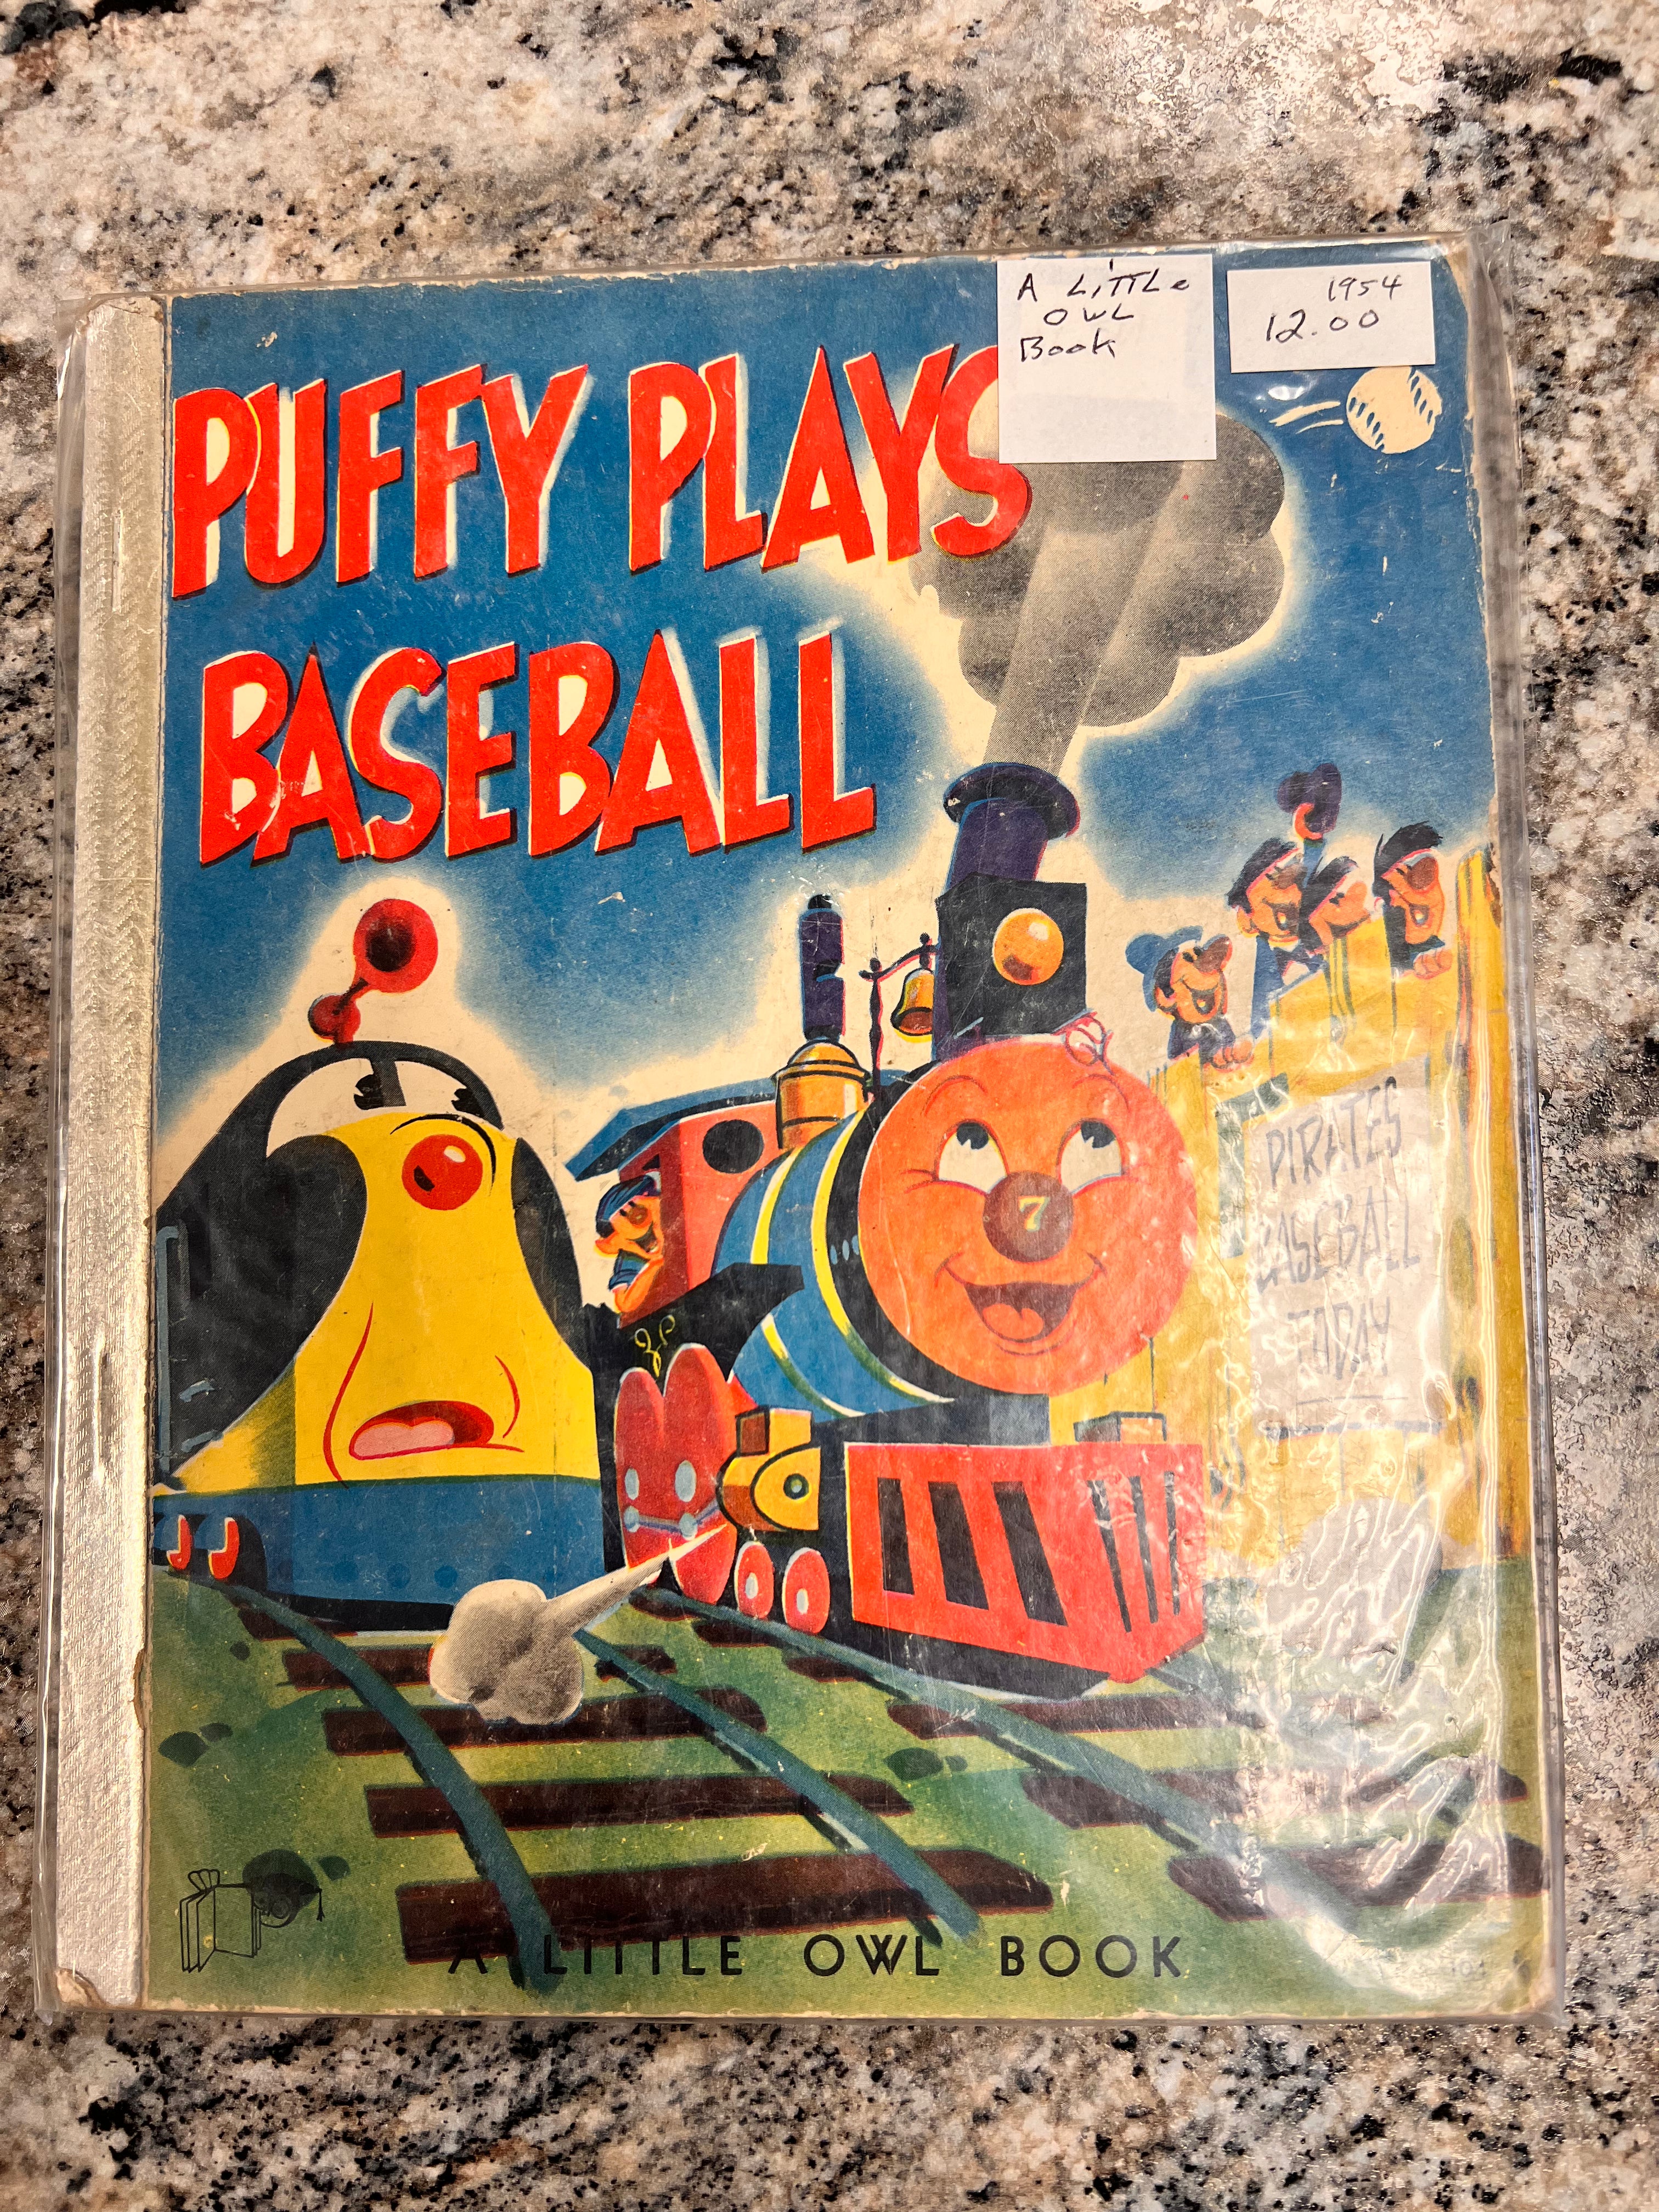 A LiTTLe
OWL
Book
1954
12.00
PUFFY PLAYS
BASEBALL
7
PIRATES
BASEBALL
TODAY
A LITTLE OWL BOOK